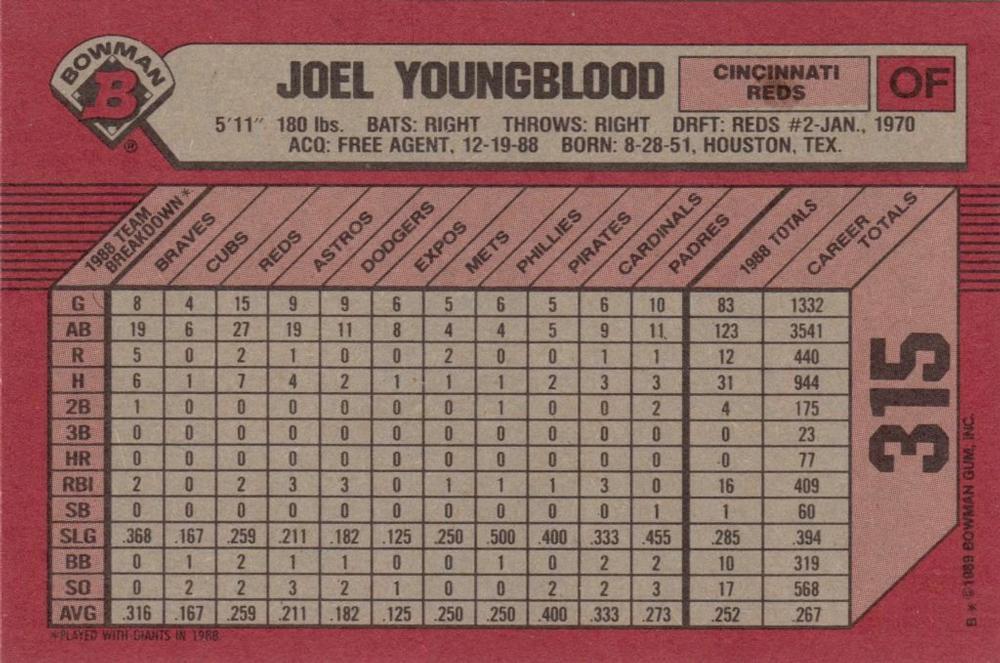 BOWMAN
B
®
JOEL YOUNGBLOOD
CINCINNATI
REDS
OF
5'11" 180 lbs. BATS: RIGHT THROWS: RIGHT DRFT: REDS #2-JAN., 1970
ACQ: FREE AGENT, 12-19-88 BORN: 8-28-51, HOUSTON, TEX.
1988 TEAM BREAKDOWN* BRAVES CUBS REDS ASTROS DODGERS EXPOS METS PHILLIES PIRATES CARDINALS PADRES 1988 TOTALS CAREER TOTALS
G 8 4 15 9 9 6 5 6 5 6 10 83 1332
AB 19 6 27 19 11 8 4 4 5 9 11 123 3541
R 5 0 2 1 0 0 2 0 0 1 1 12 440
H 6 1 7 4 2 1 1 1 2 3 3 31 944
2B 1 0 0 0 0 0 0 1 0 0 2 4 175
3B 0 0 0 0 0 0 0 0 0 0 0 0 23
HR 0 0 0 0 0 0 0 0 0 0 0 0 77
RBI 2 0 2 3 3 0 1 1 1 3 0 16 409
SB 0 0 0 0 0 0 0 0 0 0 1 1 60
SLG .368 .167 .259 .211 .182 .125 .250 .500 .400 .333 .455 .285 .394
BB 0 1 2 1 1 0 0 1 0 2 2 10 319
SO 0 2 2 3 2 1 0 0 2 2 3 17 568
AVG .316 .167 .259 .211 .182 .125 .250 .250 .400 .333 .273 .252 .267
*PLAYED WITH GIANTS IN 1988
315
B * ©1989 BOWMAN GUM, INC.